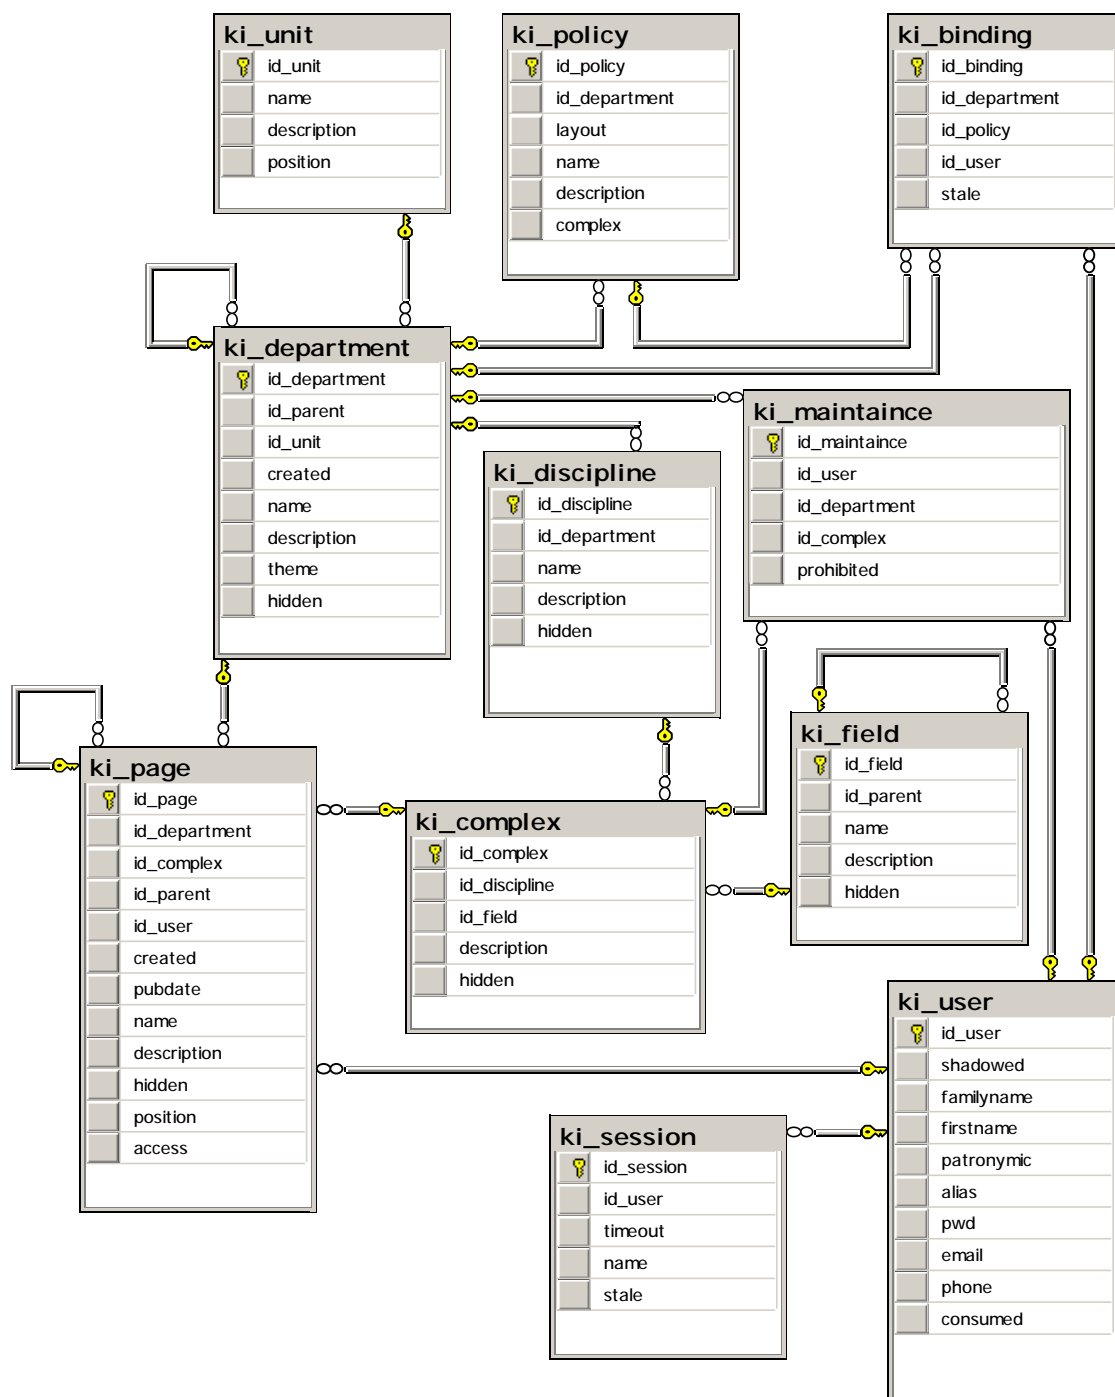 ki_unit
id_unit
name
description
position
ki_policy
id_policy
id_department
layout
name
description
complex
ki_binding
id_binding
id_department
id_policy
id_user
stale
ki_department
id_department
id_parent
id_unit
created
name
description
theme
hidden
ki_discipline
id_discipline
id_department
name
description
hidden
ki_maintaince
id_maintaince
id_user
id_department
id_complex
prohibited
ki_page
id_page
id_department
id_complex
id_parent
id_user
created
pubdate
name
description
hidden
position
access
ki_complex
id_complex
id_discipline
id_field
description
hidden
ki_field
id_field
id_parent
name
description
hidden
ki_session
id_session
id_user
timeout
name
stale
ki_user
id_user
shadowed
familyname
firstname
patronymic
alias
pwd
email
phone
consumed